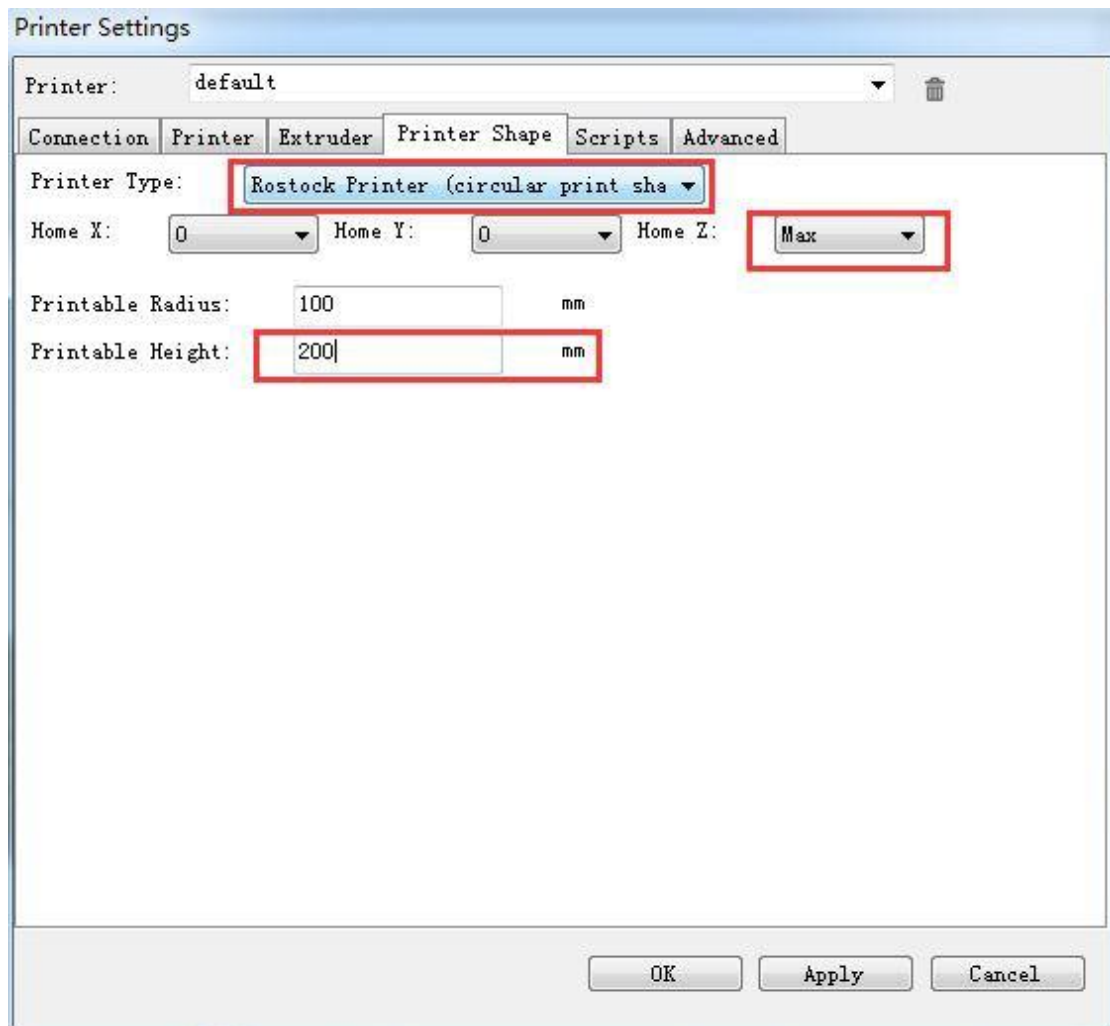 Printer Settings
Printer: default
Connection Printer Extruder Printer Shape Scripts Advanced
Printer Type: Rostock Printer (circular print sha
Home X: 0 Home Y: 0 Home Z: Max
Printable Radius: 100 mm
Printable Height: 200 mm
OK Apply Cancel